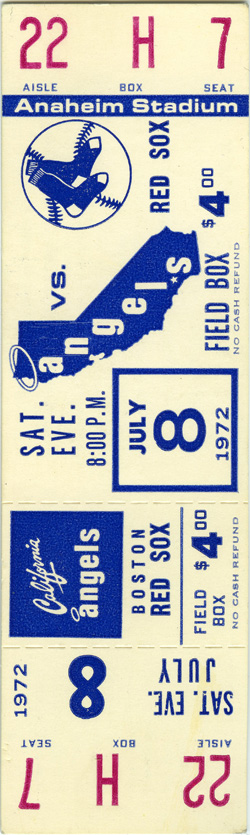 22 H 7
AISLE BOX SEAT
Anaheim Stadium
RED SOX
vs.
angels
SAT.
EVE.
8:00 P.M.
$4.00
FIELD BOX
NO CASH REFUND
JULY
8
1972
California
angels
BOSTON
RED SOX
$4.00
FIELD
BOX
NO CASH REFUND
SAT. EVE.
JULY
8
1972
AISLE BOX SEAT
22 H 7